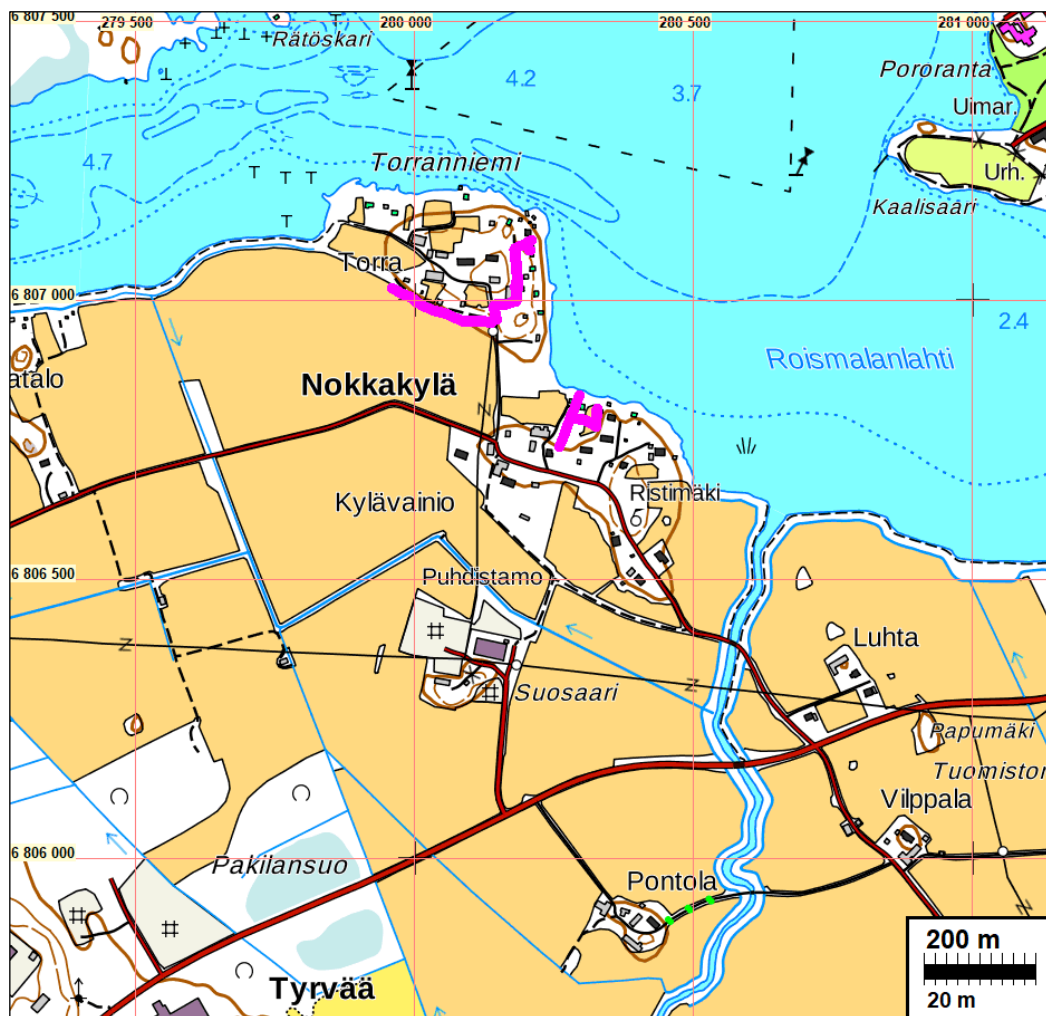 6 807 500
279 500
280 000
280 500
281 000
Rätöskari
4.2
3.7
Pororanta
Uimar.
4.7
Torranniemi
Urh.
Kaalisaari
Torra
6 807 000
2.4
Roismalanlahti
atalo
Nokkakylä
Ristimäki
Kylävainio
6 806 500
Puhdistamo
Luhta
Suosaari
Papumäki
Tuomiston
Vilppala
6 806 000
Pakilansuo
Pontola
200 m
20 m
Tyrvää